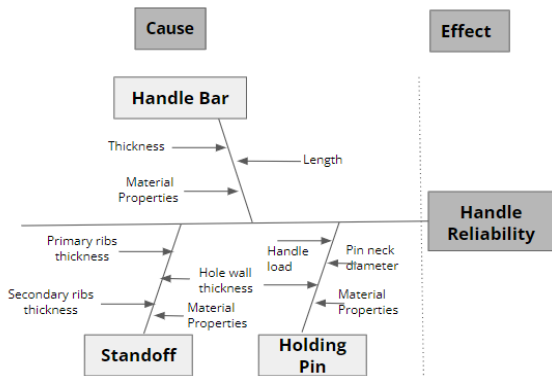 Cause
Effect
Handle Bar
Thickness
Length
Material
Properties
Handle
Reliability
Primary ribs
thickness
Handle
load
Pin neck
diameter
Hole wall
thickness
Secondary ribs
thickness
Material
Properties
Material
Properties
Standoff
Holding
Pin